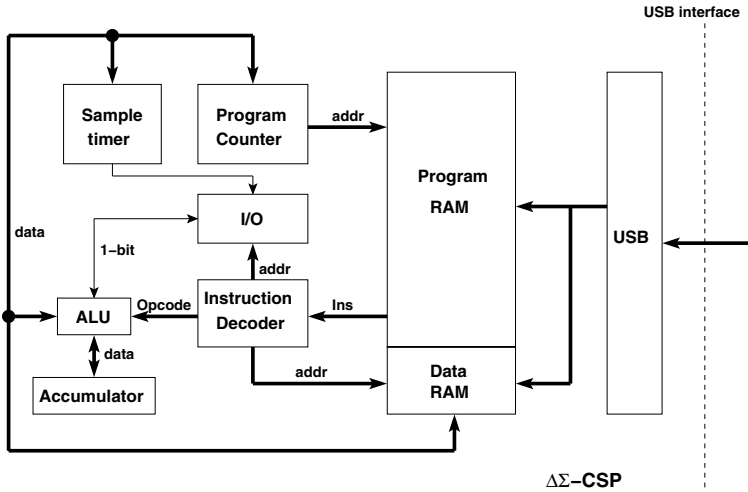 USB interface
Sample
timer
Program
Counter
addr
Program
RAM
I/O
USB
data
1−bit
addr
Opcode
Instruction
Decoder
Ins
ALU
data
addr
Data
RAM
Accumulator
ΔΣ−CSP